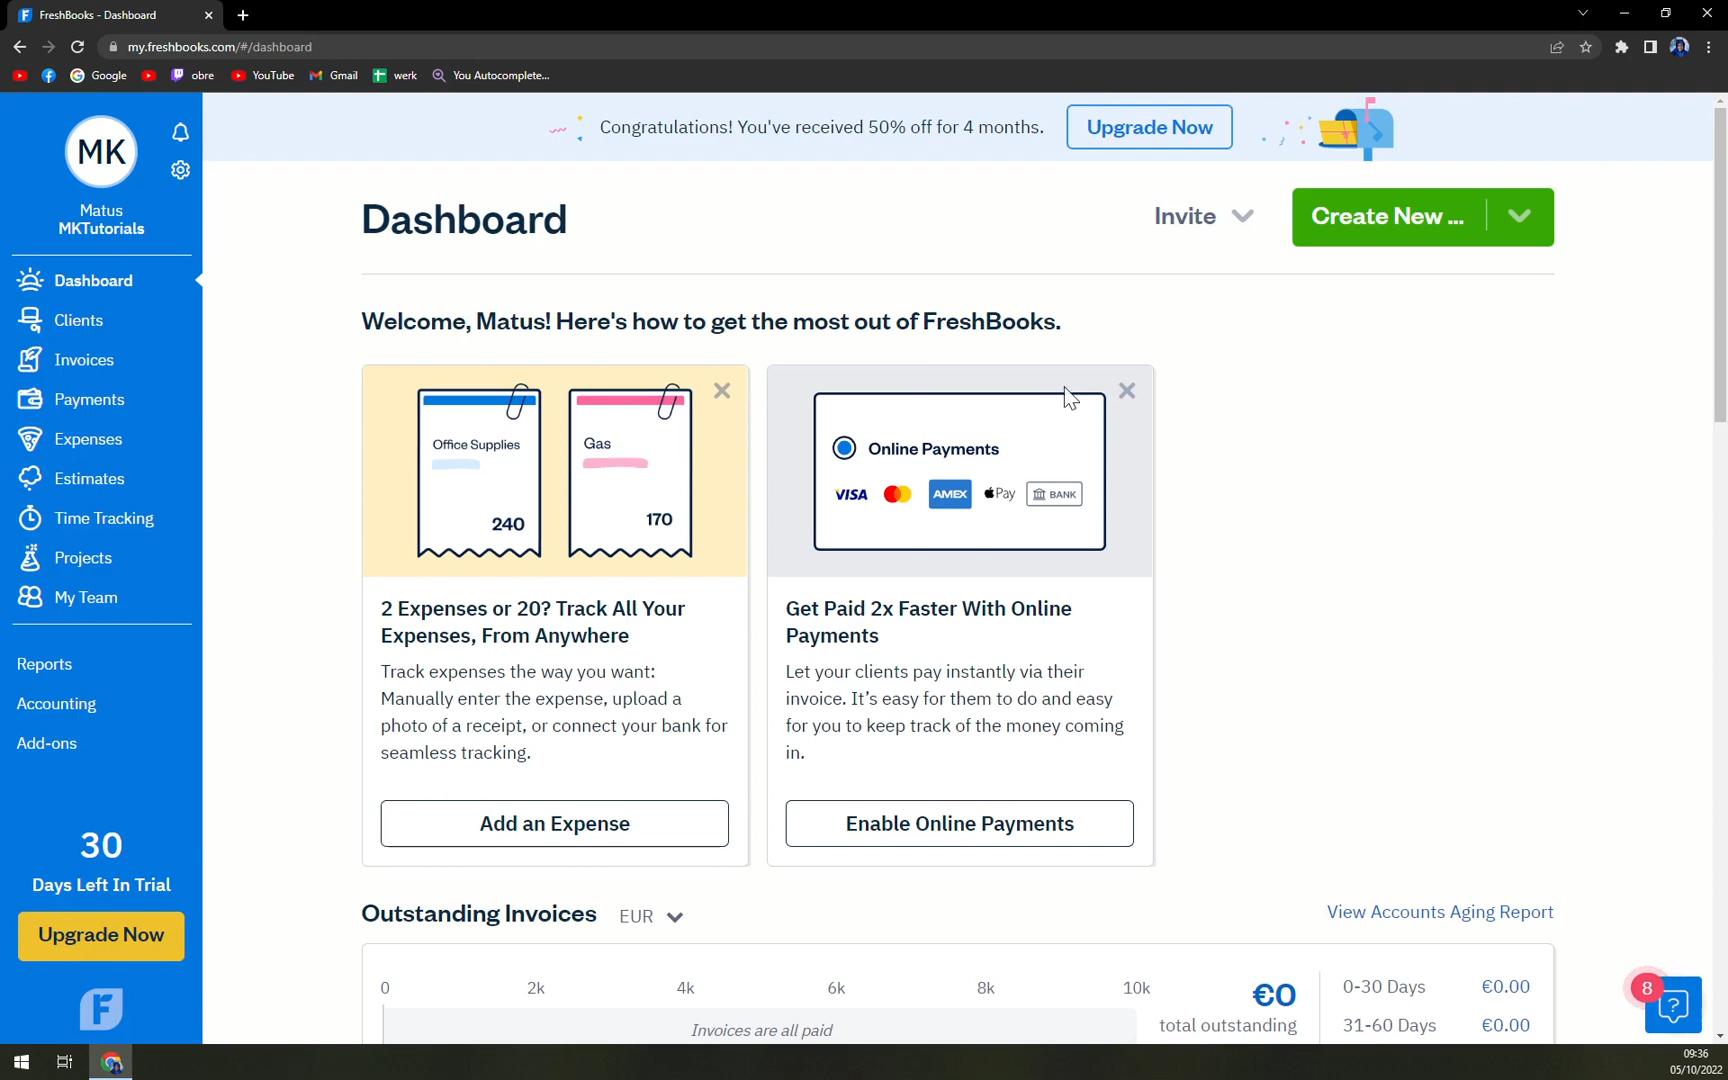 FreshBooks - Dashboard
my.freshbooks.com/#/dashboard
Google
obre
YouTube
Gmail
werk
You Autocomplete...
MK
Matus
MKTutorials
Dashboard
Clients
Invoices
Payments
Expenses
Estimates
Time Tracking
Projects
My Team
Reports
Accounting
Add-ons
30
Days Left In Trial
Upgrade Now
Congratulations! You've received 50% off for 4 months.
Upgrade Now
Dashboard
Invite
Create New ...
Welcome, Matus! Here's how to get the most out of FreshBooks.
Office Supplies
240
Gas
170
2 Expenses or 20? Track All Your
Expenses, From Anywhere
Track expenses the way you want:
Manually enter the expense, upload a
photo of a receipt, or connect your bank for
seamless tracking.
Add an Expense
Online Payments
VISA
AMEX
Pay
BANK
Get Paid 2x Faster With Online
Payments
Let your clients pay instantly via their
invoice. It's easy for them to do and easy
for you to keep track of the money coming
in.
Enable Online Payments
Outstanding Invoices EUR
View Accounts Aging Report
0 2k 4k 6k 8k 10k
Invoices are all paid
€0
total outstanding
0-30 Days €0.00
31-60 Days €0.00
8
09:36
05/10/2022